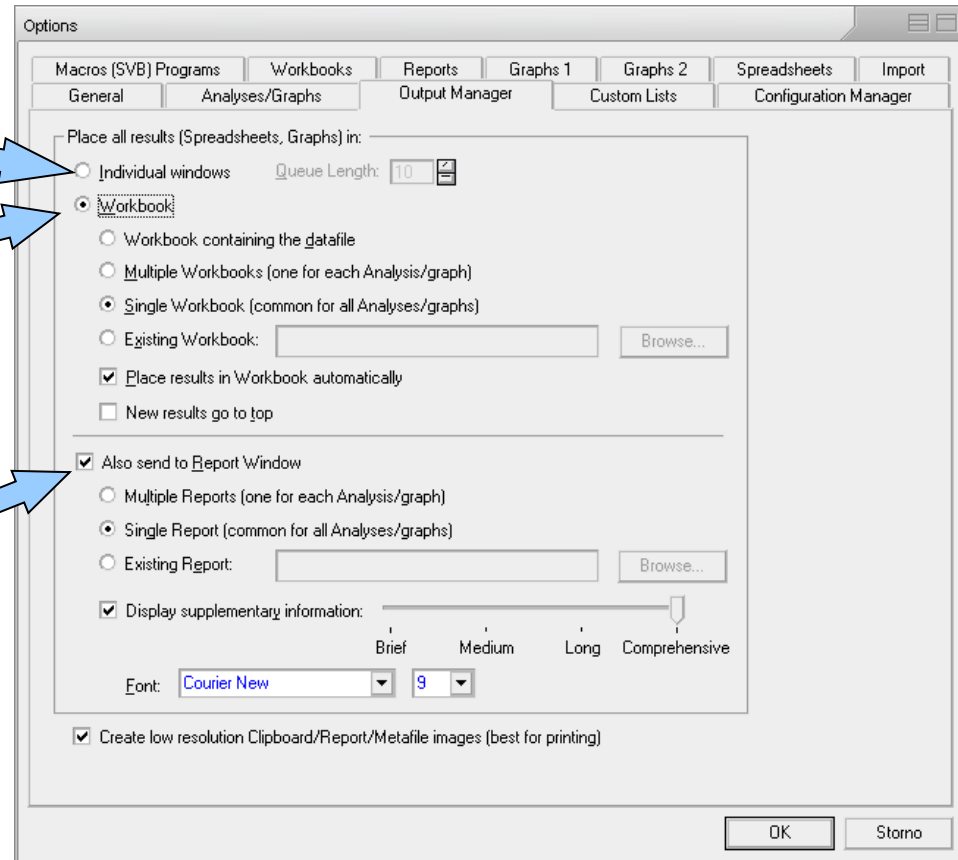 Options
Macros (SVB) Programs Workbooks Reports Graphs 1 Graphs 2 Spreadsheets Import
General Analyses/Graphs Output Manager Custom Lists Configuration Manager
Place all results (Spreadsheets, Graphs) in:
Individual windows Queue Length: 10
Workbook
Workbook containing the datafile
Multiple Workbooks (one for each Analysis/graph)
Single Workbook (common for all Analyses/graphs)
Existing Workbook: Browse...
Place results in Workbook automatically
New results go to top
Also send to Report Window
Multiple Reports (one for each Analysis/graph)
Single Report (common for all Analyses/graphs)
Existing Report: Browse...
Display supplementary information:
Brief Medium Long Comprehensive
Font: Courier New 9
Create low resolution Clipboard/Report/Metafile images (best for printing)
OK Storno